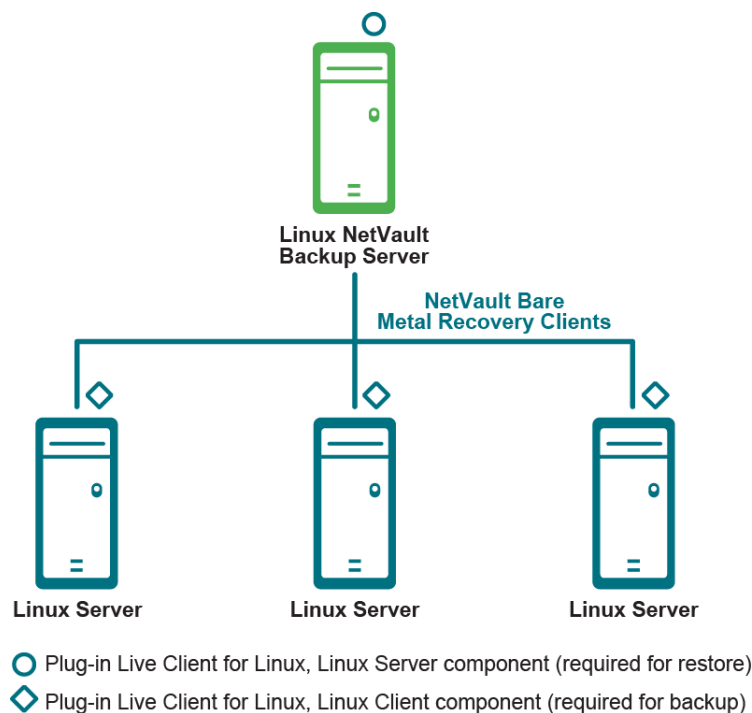 Linux NetVault
Backup Server
NetVault Bare
Metal Recovery Clients
Linux Server
Linux Server
Linux Server
Plug-in Live Client for Linux, Linux Server component (required for restore)
Plug-in Live Client for Linux, Linux Client component (required for backup)